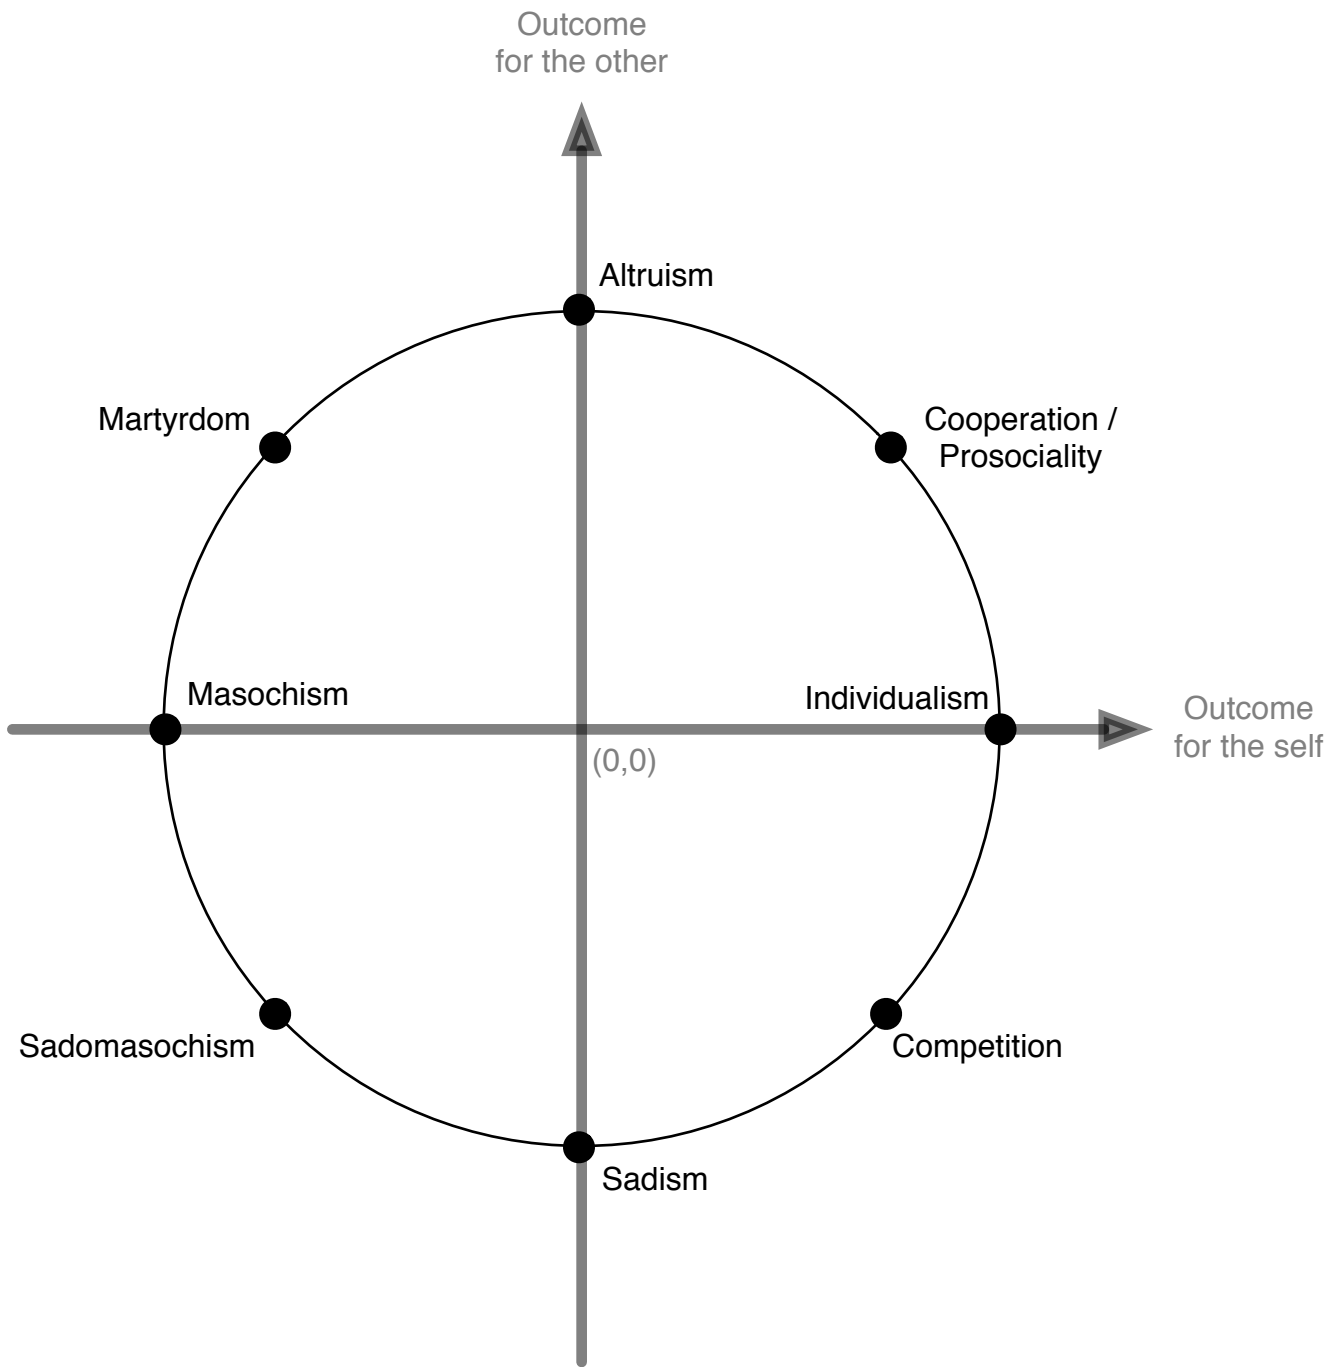 Outcome
for the other
Altruism
Martyrdom
Cooperation /
Prosociality
Masochism
Individualism
Outcome
for the self
(0,0)
Sadomasochism
Competition
Sadism